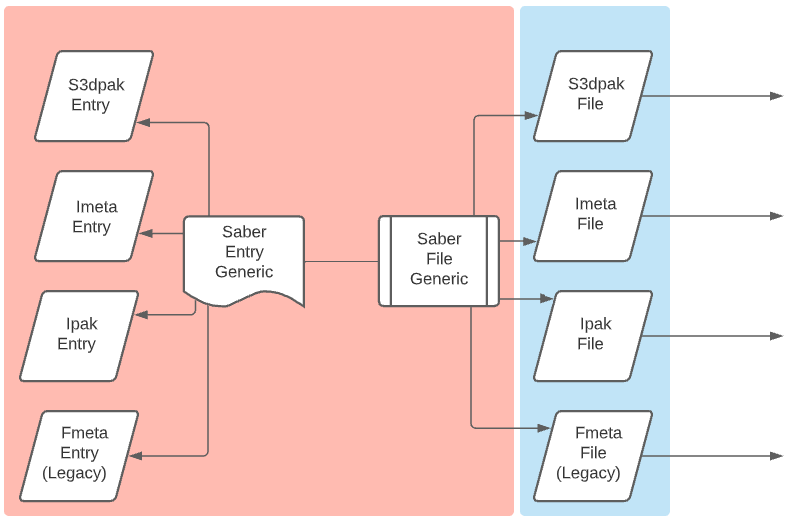 S3dpak
Entry
Imeta
Entry
Ipak
Entry
Fmeta
Entry
(Legacy)
Saber
Entry
Generic
Saber
File
Generic
S3dpak
File
Imeta
File
Ipak
File
Fmeta
File
(Legacy)